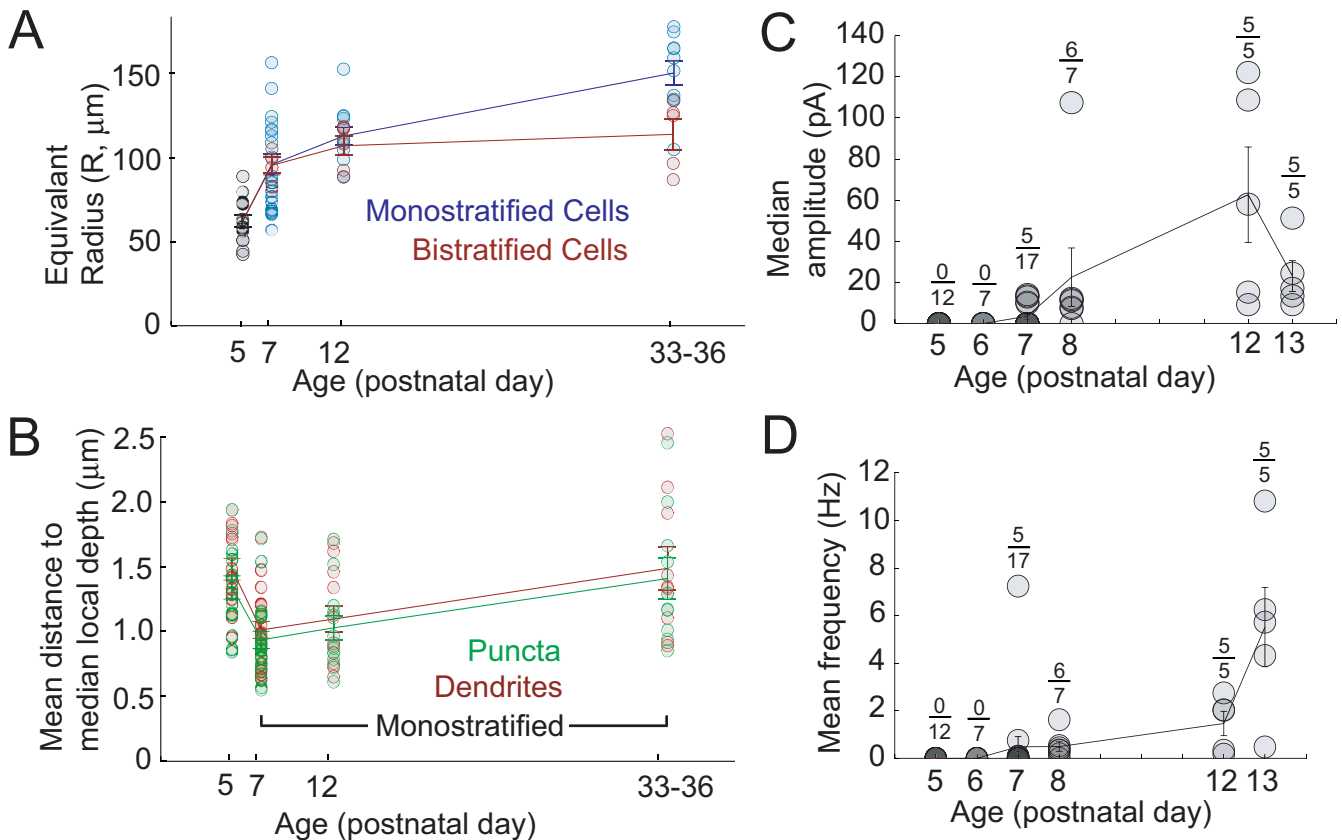 A
Equivalant
Radius (R, μm)
150
100
50
0
Monostratified Cells
Bistratified Cells
5 7 12 33-36
Age (postnatal day)
B
Mean distance to
median local depth (μm)
2.5
2.0
1.5
1.0
0.5
0
Puncta
Dendrites
Monostratified
5 7 12 33-36
Age (postnatal day)
C
Median
amplitude (pA)
140
120
100
80
60
40
20
0
0/12
0/7
5/17
6/7
5/5
5/5
5 6 7 8 12 13
Age (postnatal day)
D
Mean frequency (Hz)
12
10
8
6
4
2
0
0/12
0/7
5/17
6/7
5/5
5/5
5 6 7 8 12 13
Age (postnatal day)